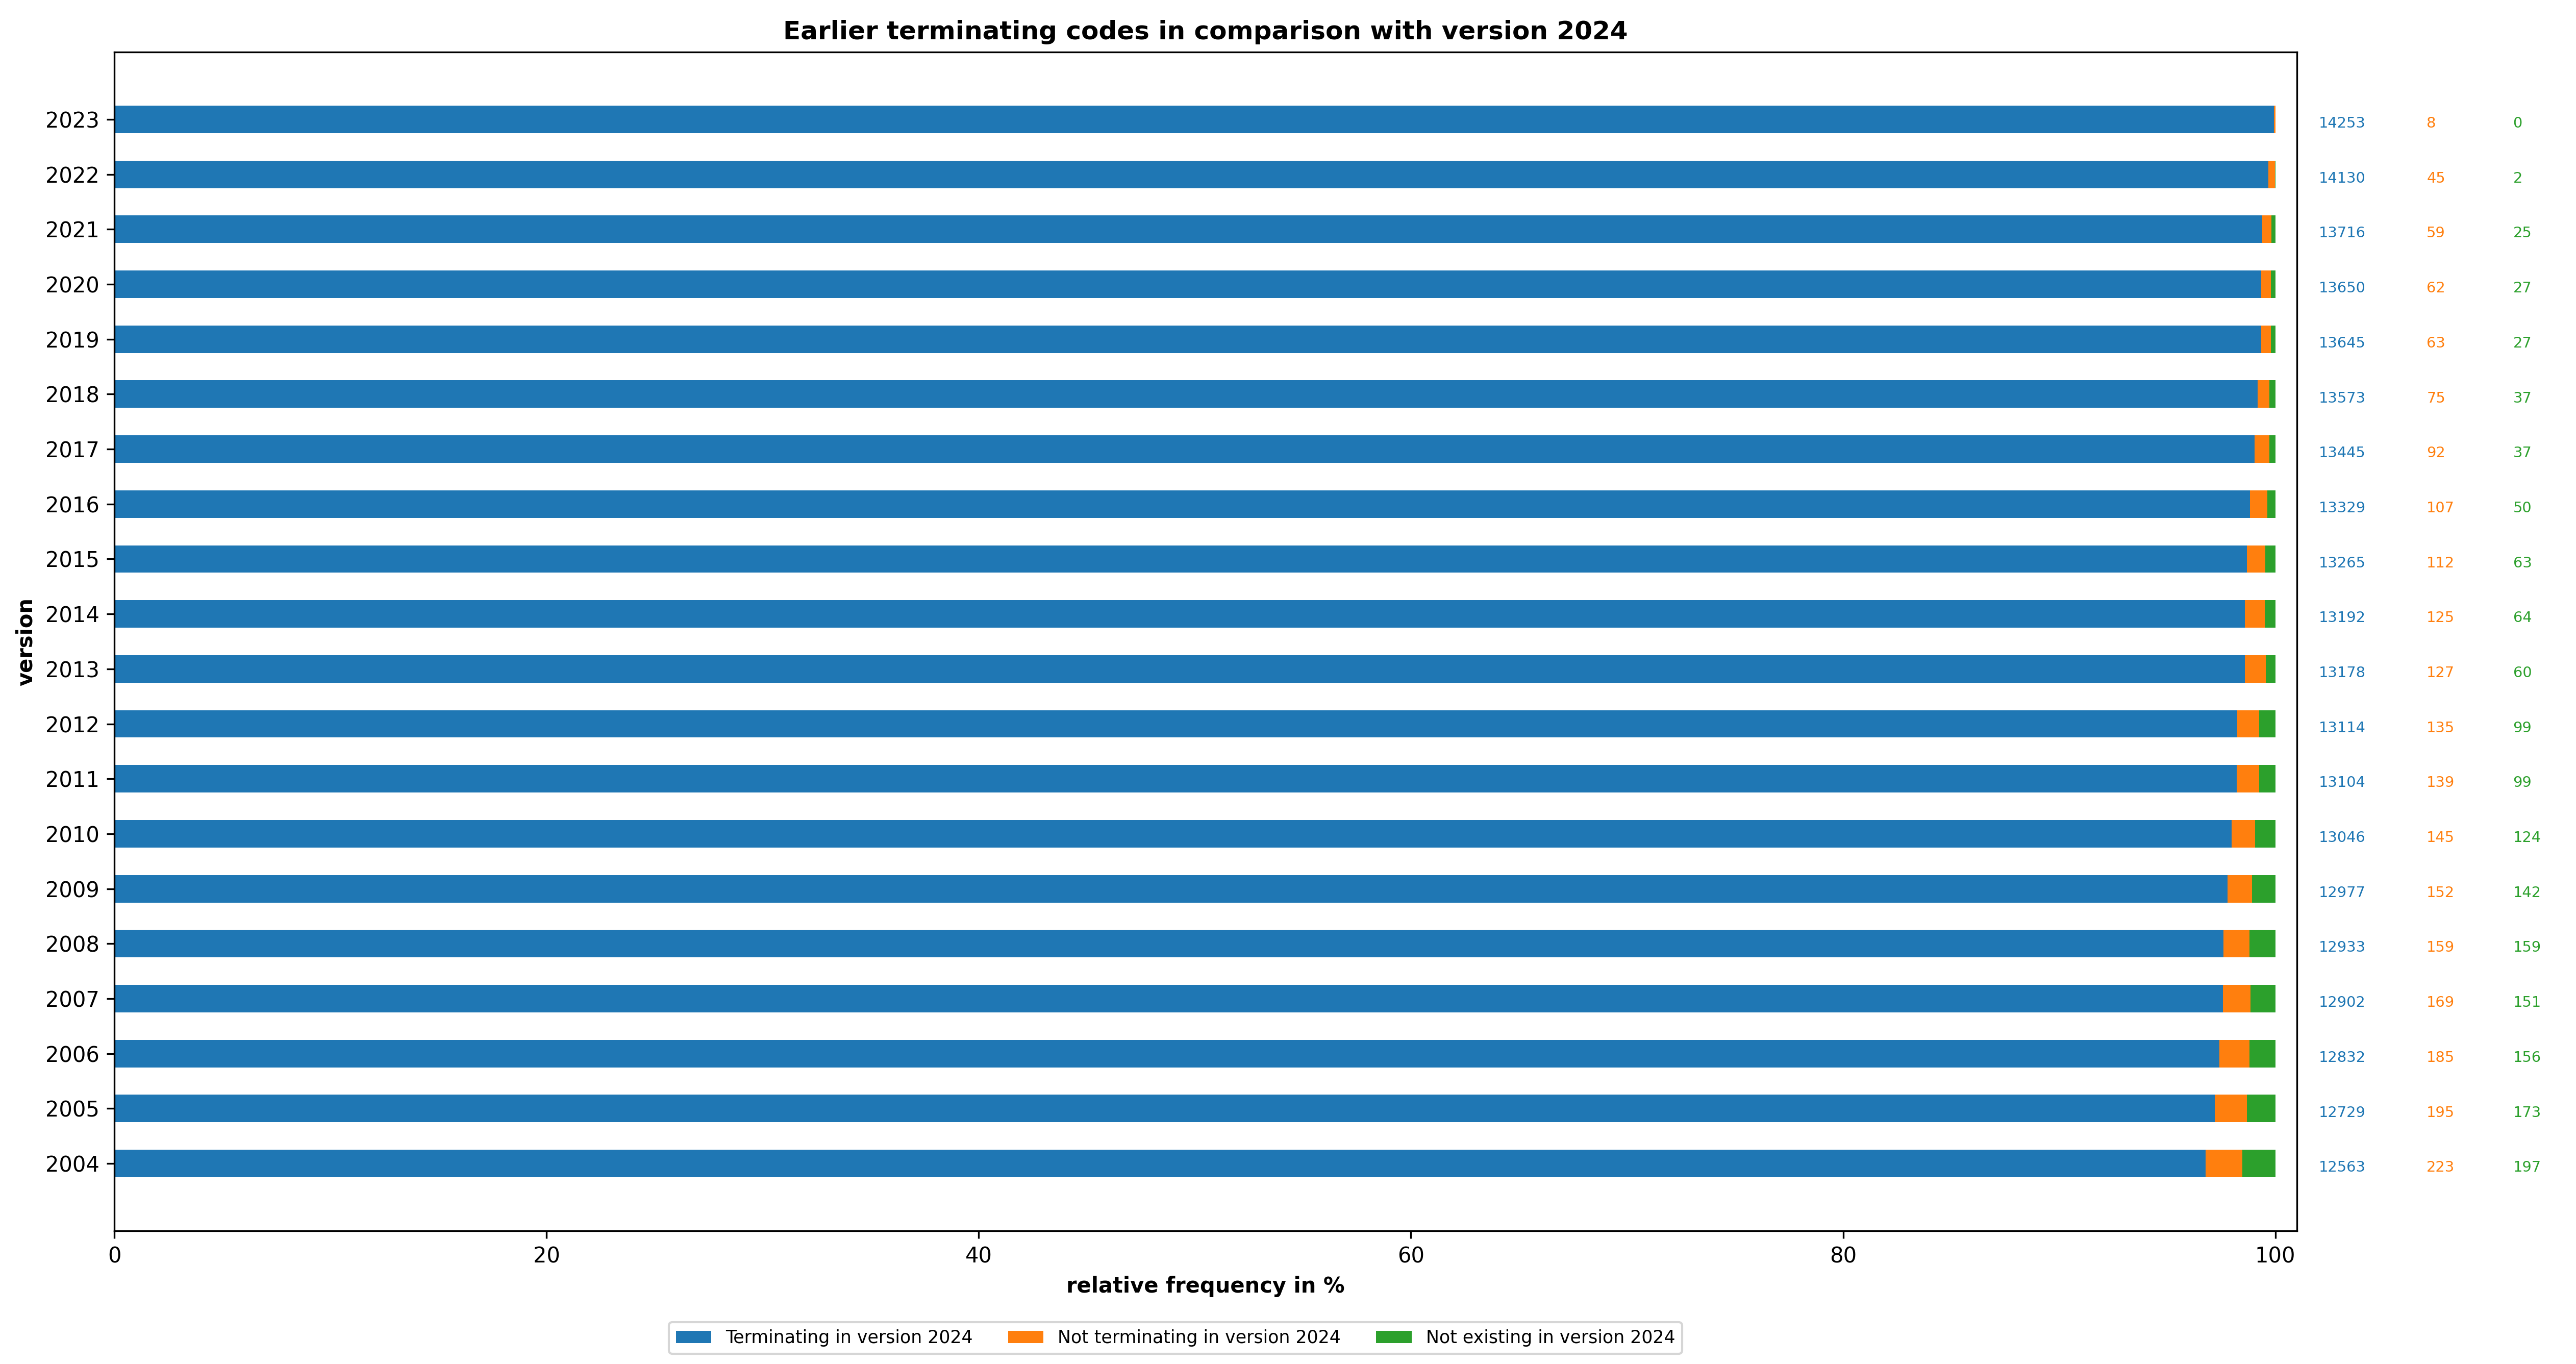 Earlier terminating codes in comparison with version 2024
version
2023 14253 8 0
2022 14130 45 2
2021 13716 59 25
2020 13650 62 27
2019 13645 63 27
2018 13573 75 37
2017 13445 92 37
2016 13329 107 50
2015 13265 112 63
2014 13192 125 64
2013 13178 127 60
2012 13114 135 99
2011 13104 139 99
2010 13046 145 124
2009 12977 152 142
2008 12933 159 159
2007 12902 169 151
2006 12832 185 156
2005 12729 195 173
2004 12563 223 197
0 20 40 60 80 100
relative frequency in %
Terminating in version 2024 Not terminating in version 2024 Not existing in version 2024